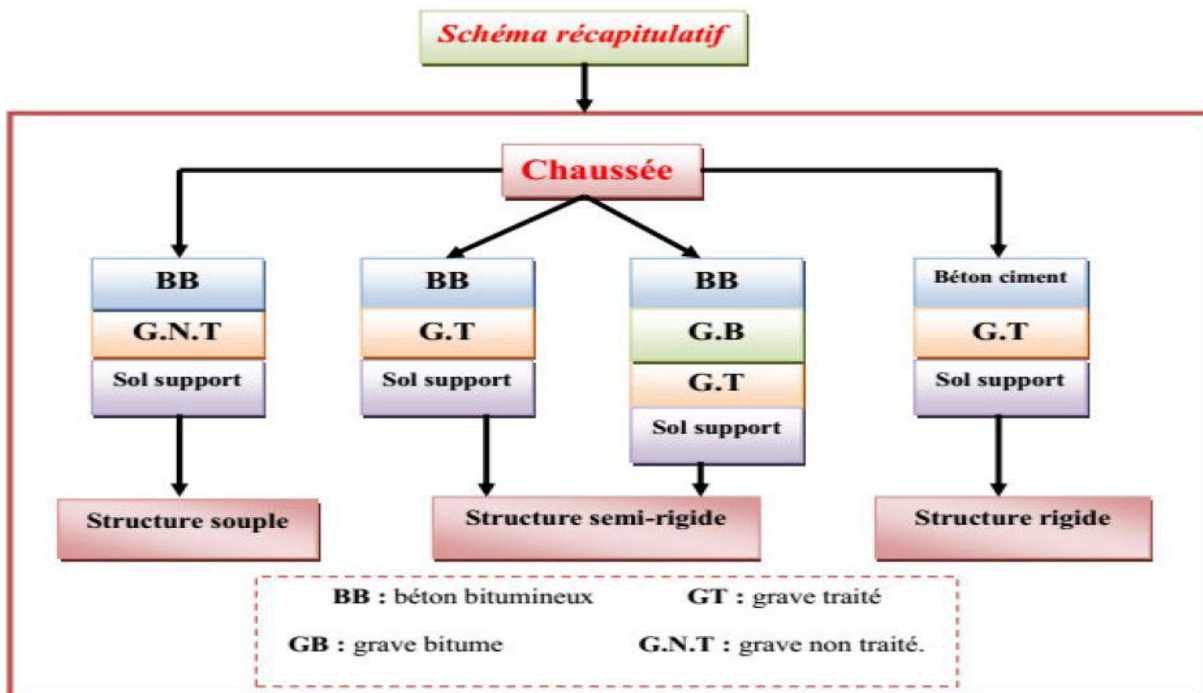 Schéma récapitulatif
Chaussée
BB
G.N.T
Sol support
BB
G.T
Sol support
BB
G.B
G.T
Sol support
Béton ciment
G.T
Sol support
Structure souple
Structure semi-rigide
Structure rigide
BB : béton bitumineux GT : grave traité
GB : grave bitume G.N.T : grave non traité.